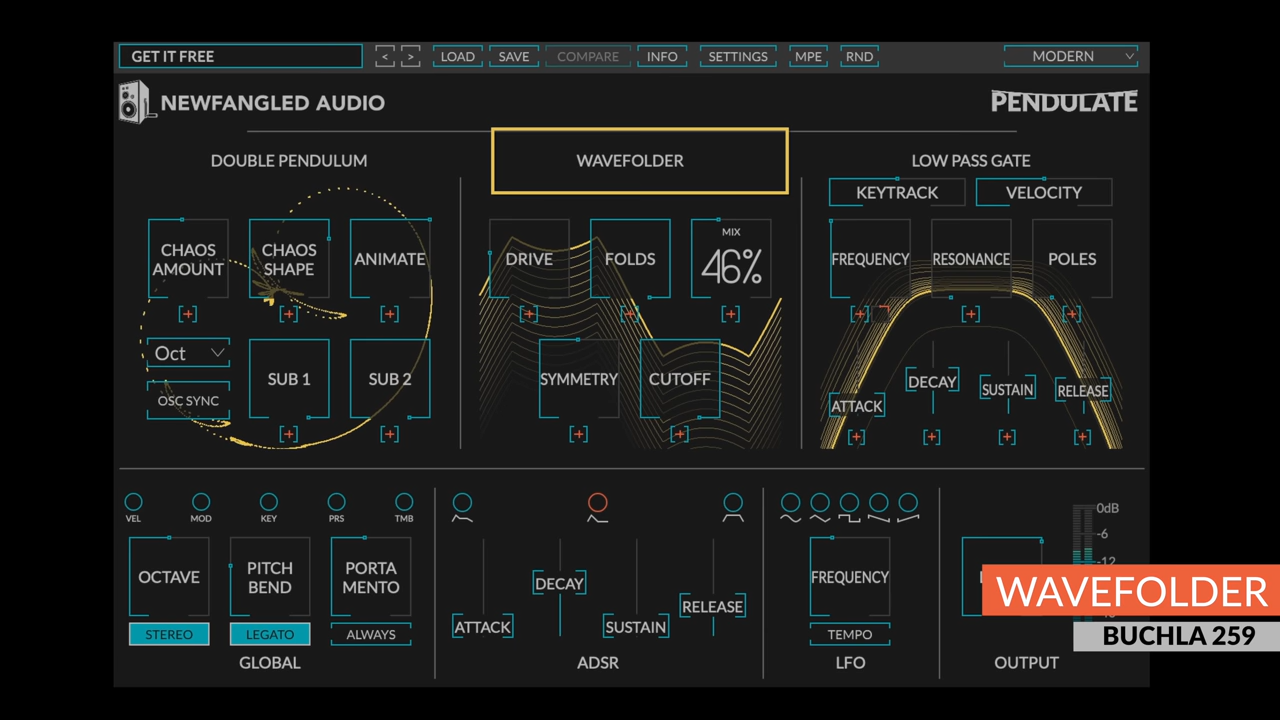 GET IT FREE
< >
LOAD
SAVE
COMPARE
INFO
SETTINGS
MPE
RND
MODERN
NEWFANGLED AUDIO
PENDULATE
DOUBLE PENDULUM
WAVEFOLDER
LOW PASS GATE
KEYTRACK
VELOCITY
CHAOS
AMOUNT
CHAOS
SHAPE
ANIMATE
DRIVE
FOLDS
MIX
46%
FREQUENCY
RESONANCE
POLES
[+] [+] [+] [+] [+] [+] [+] [+] [+]
Oct
OSC SYNC
SUB 1
SUB 2
SYMMETRY
CUTOFF
ATTACK
DECAY
SUSTAIN
RELEASE
[+] [+] [+] [+] [+] [+] [+] [+]
VEL
MOD
KEY
PRS
TMB
OCTAVE
PITCH
BEND
PORTA
MENTO
STEREO
LEGATO
ALWAYS
GLOBAL
ATTACK
DECAY
SUSTAIN
RELEASE
ADSR
FREQUENCY
TEMPO
LFO
0dB
-6
-12
WAVEFOLDER
BUCHLA 259
OUTPUT